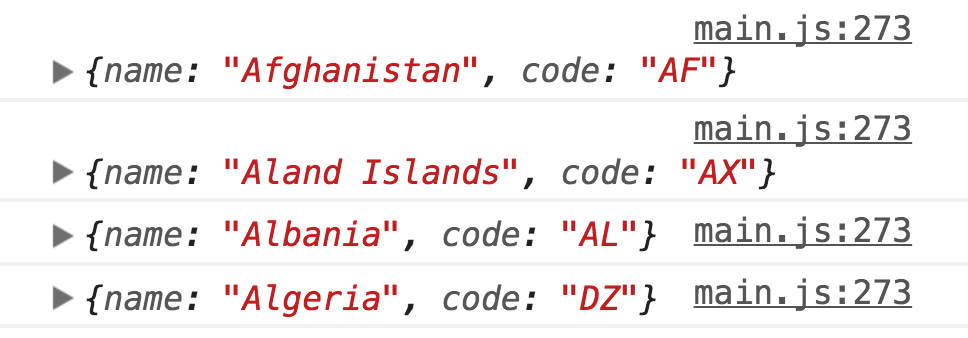 main.js:273
▶ {name: "Afghanistan", code: "AF"}
main.js:273
▶ {name: "Aland Islands", code: "AX"}
▶ {name: "Albania", code: "AL"} main.js:273
▶ {name: "Algeria", code: "DZ"} main.js:273